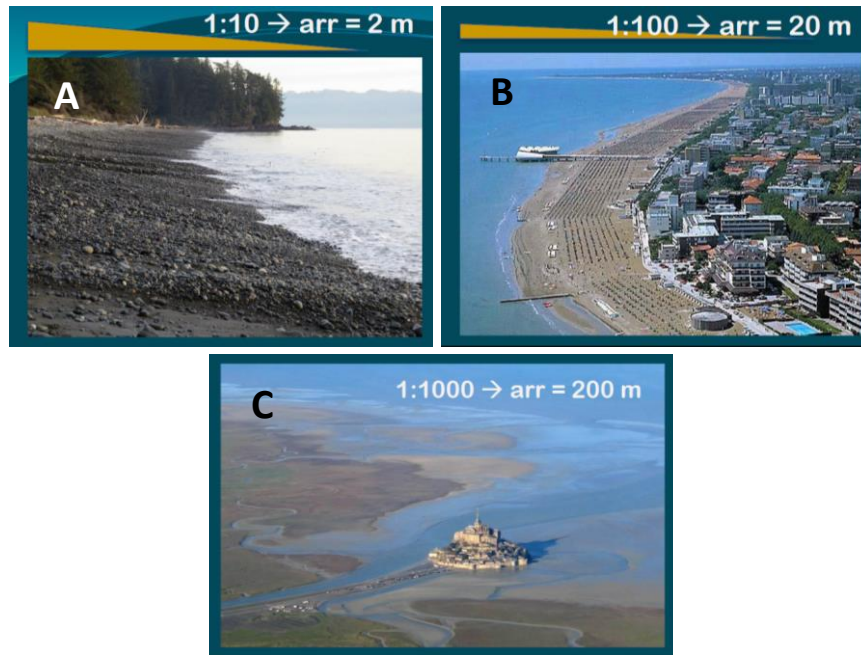 1:10 → arr = 2 m
A
1:100 → arr = 20 m
B
1:1000 → arr = 200 m
C